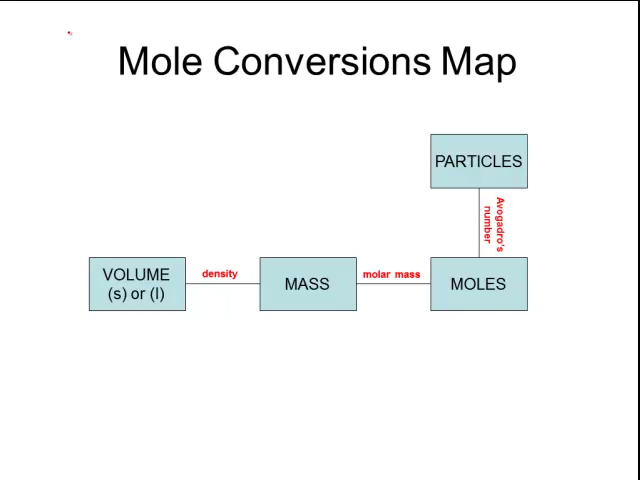 Mole Conversions Map
PARTICLES
Avogadro's
number
VOLUME
(s) or (l)
density
MASS
molar mass
MOLES